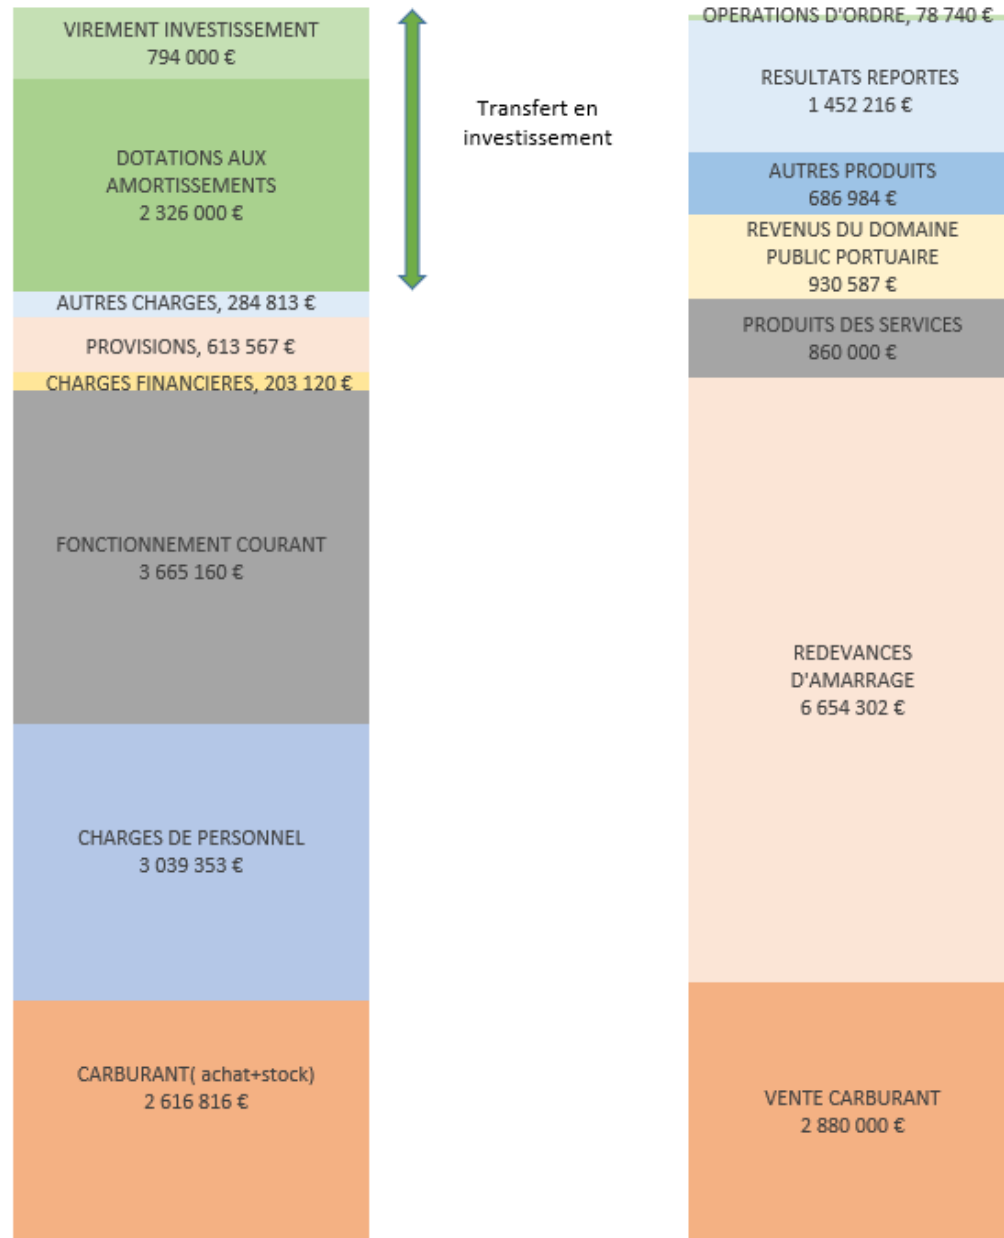 VIREMENT INVESTISSEMENT
794 000 €
DOTATIONS AUX
AMORTISSEMENTS
2 326 000 €
AUTRES CHARGES, 284 813 €
PROVISIONS, 613 567 €
CHARGES FINANCIERES, 203 120 €
FONCTIONNEMENT COURANT
3 665 160 €
CHARGES DE PERSONNEL
3 039 353 €
CARBURANT( achat+stock)
2 616 816 €
Transfert en
investissement
OPERATIONS D'ORDRE, 78 740 €
RESULTATS REPORTES
1 452 216 €
AUTRES PRODUITS
686 984 €
REVENUS DU DOMAINE
PUBLIC PORTUAIRE
930 587 €
PRODUITS DES SERVICES
860 000 €
REDEVANCES
D'AMARRAGE
6 654 302 €
VENTE CARBURANT
2 880 000 €